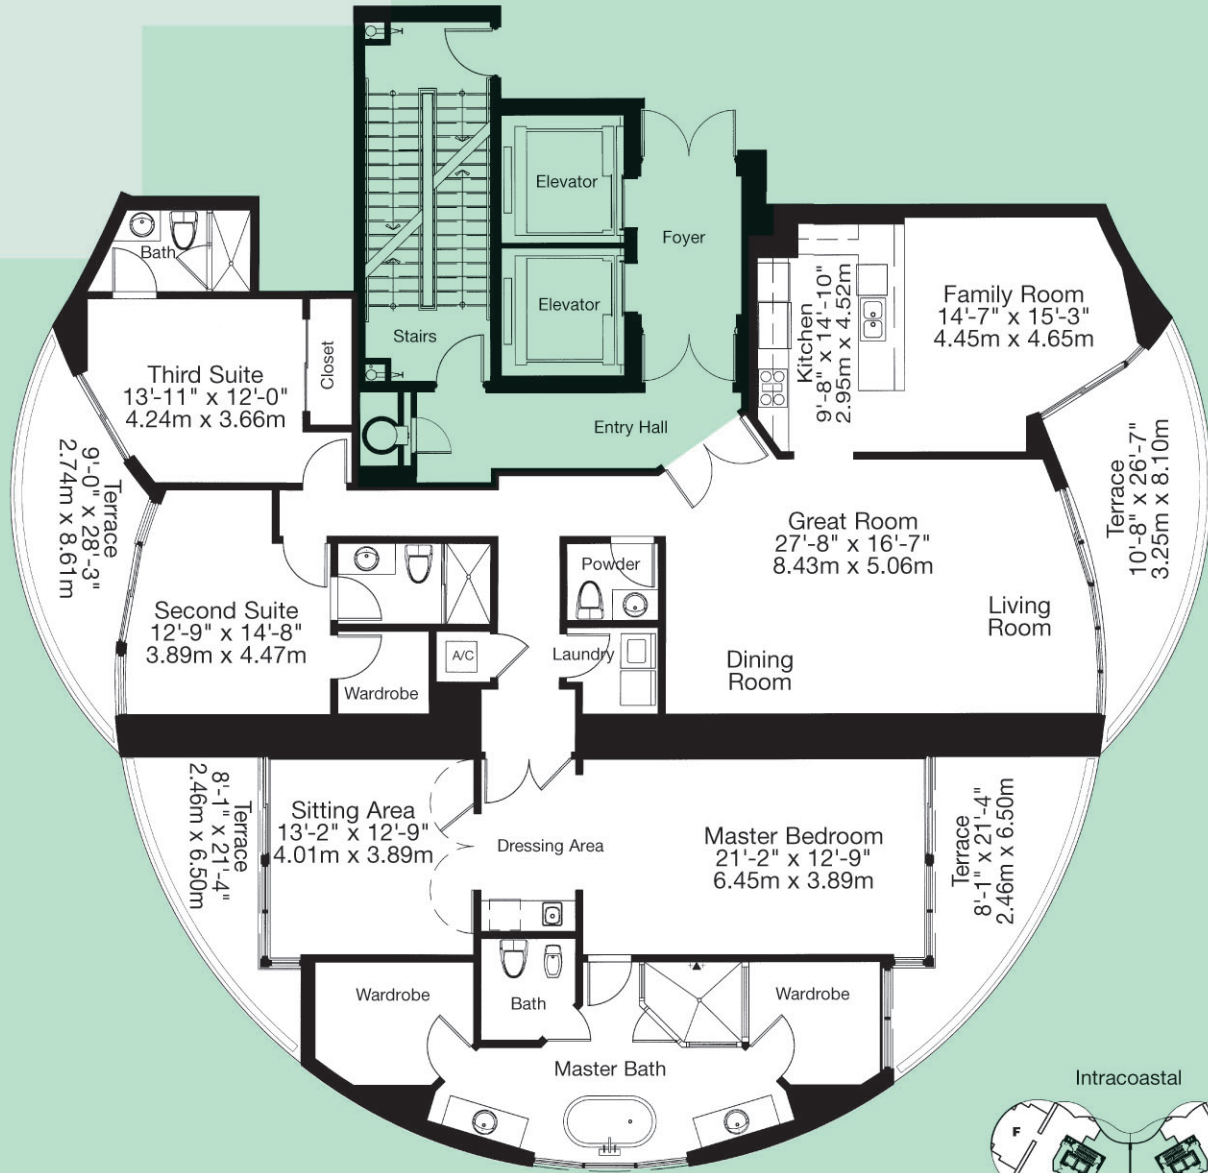 Elevator
Foyer
Elevator
Stairs
Entry Hall
Bath
Closet
Third Suite
13'-11" x 12'-0"
4.24m x 3.66m
Kitchen
9'-8" x 14'-10"
2.95m x 4.52m
Family Room
14'-7" x 15'-3"
4.45m x 4.65m
Terrace
9'-0" x 28'-3"
2.74m x 8.61m
Terrace
10'-8" x 26'-7"
3.25m x 8.10m
Great Room
27'-8" x 16'-7"
8.43m x 5.06m
Living
Room
Dining
Room
Powder
Laundry
A/C
Second Suite
12'-9" x 14'-8"
3.89m x 4.47m
Wardrobe
Terrace
8'-1" x 21'-4"
2.46m x 6.50m
Sitting Area
13'-2" x 12'-9"
4.01m x 3.89m
Dressing Area
Master Bedroom
21'-2" x 12'-9"
6.45m x 3.89m
Terrace
8'-1" x 21'-4"
2.46m x 6.50m
Wardrobe
Bath
Wardrobe
Master Bath
Intracoastal
F